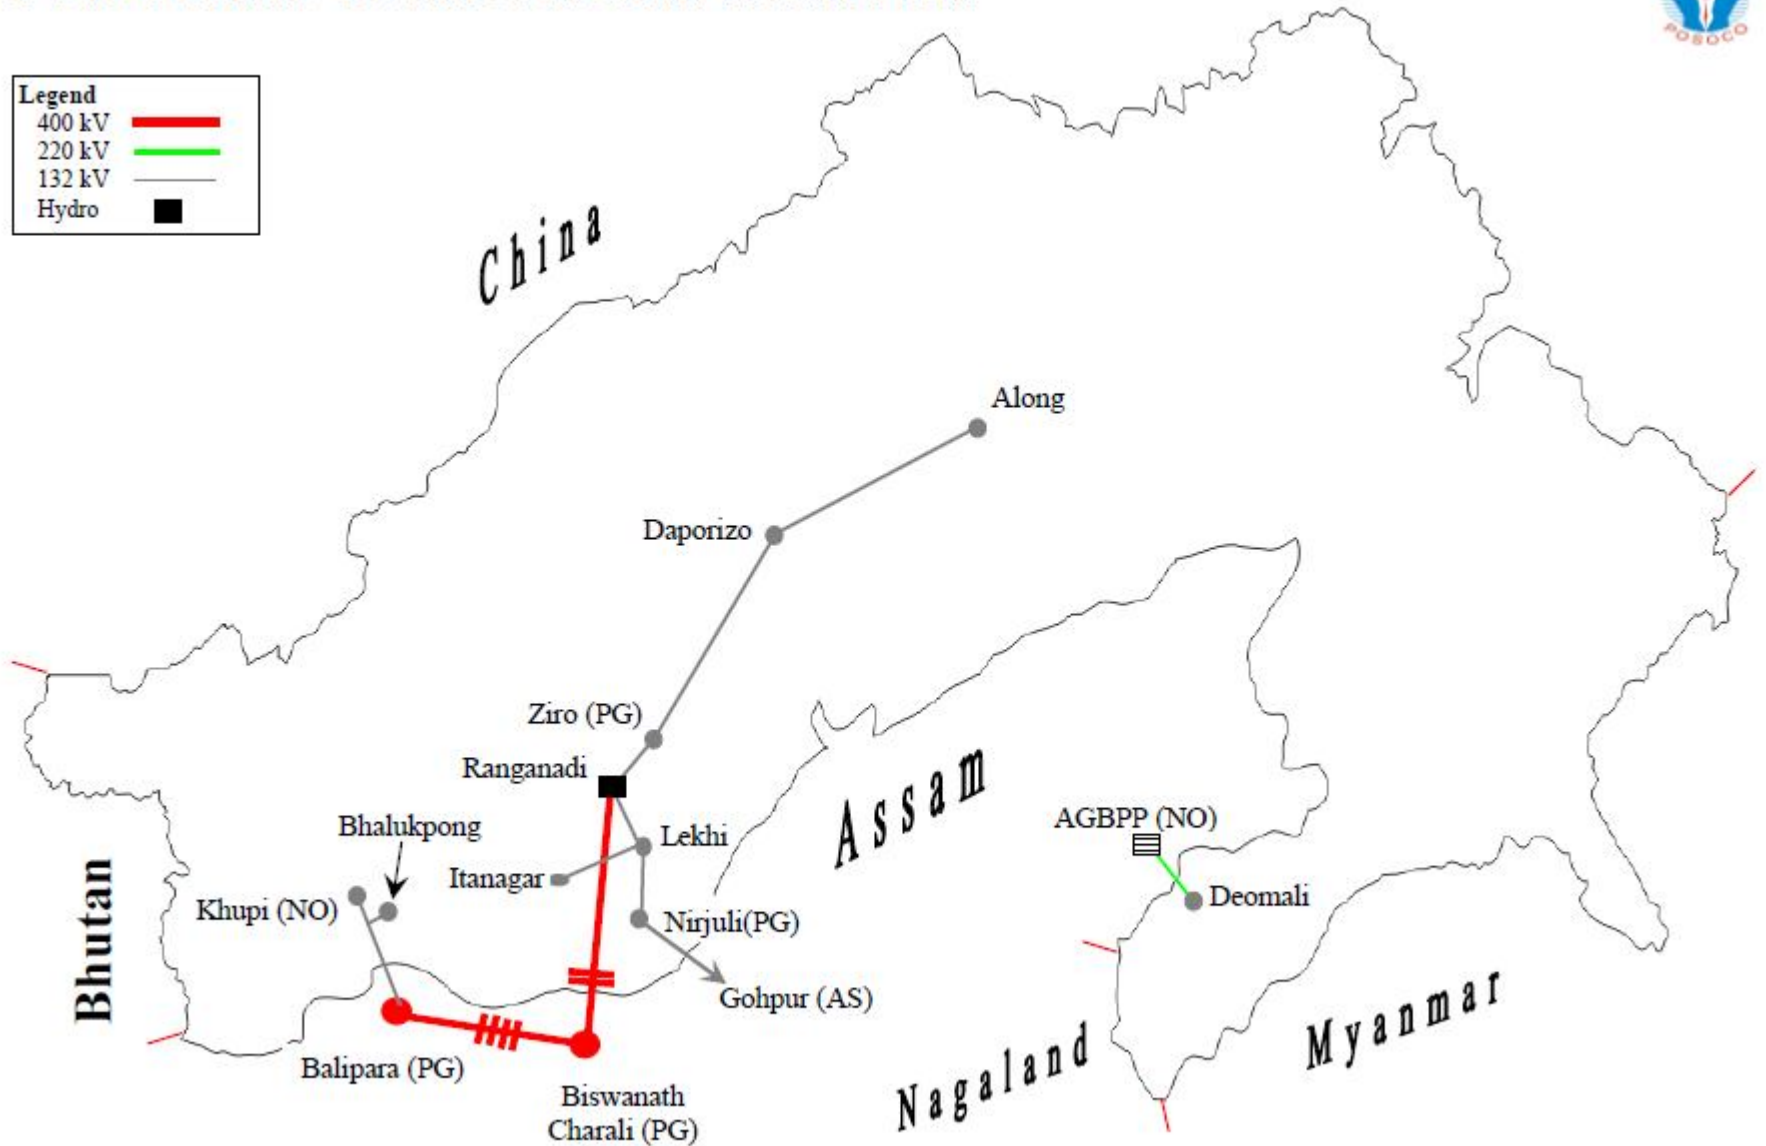 POSOCO
Legend
400 kV
220 kV
132 kV
Hydro
China
Along
Daporizo
Ziro (PG)
Ranganadi
Assam
AGBPP (NO)
Bhalukpong
Lekhi
Itanagar
Khupi (NO)
Deomali
Nirjuli(PG)
Bhutan
Gohpur (AS)
Myanmar
Balipara (PG)
Nagaland
Biswanath
Charali (PG)